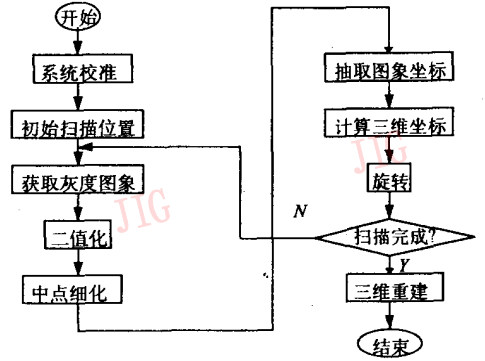 开始
系统校准
初始扫描位置
获取灰度图象
二值化
中点细化
抽取图象坐标
计算三维坐标
旋转
扫描完成?
N
Y
三维重建
结束
JIG
JIG